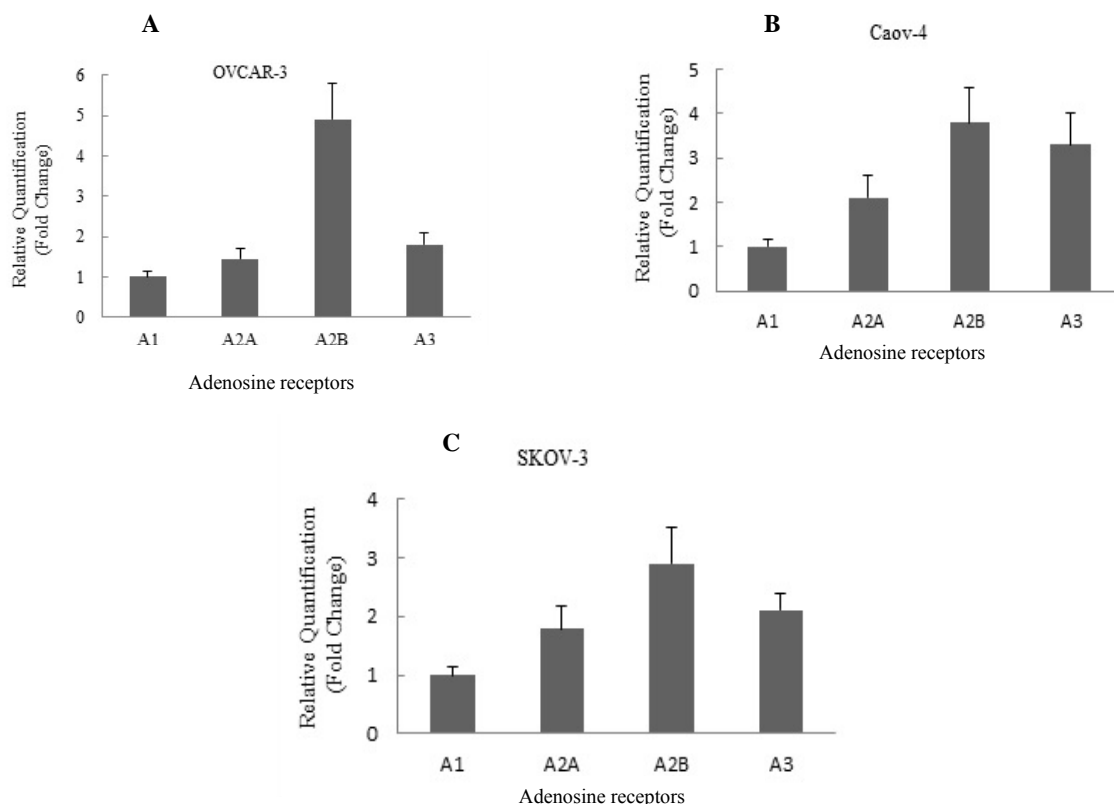 A
OVCAR-3
Relative Quantification
(Fold Change)
6
5
4
3
2
1
0
A1 A2A A2B A3
Adenosine receptors
B
Caov-4
Relative Quantification
(Fold Change)
5
4
3
2
1
0
A1 A2A A2B A3
Adenosine receptors
C
SKOV-3
Relative Quantification
(Fold Change)
4
3
2
1
0
A1 A2A A2B A3
Adenosine receptors